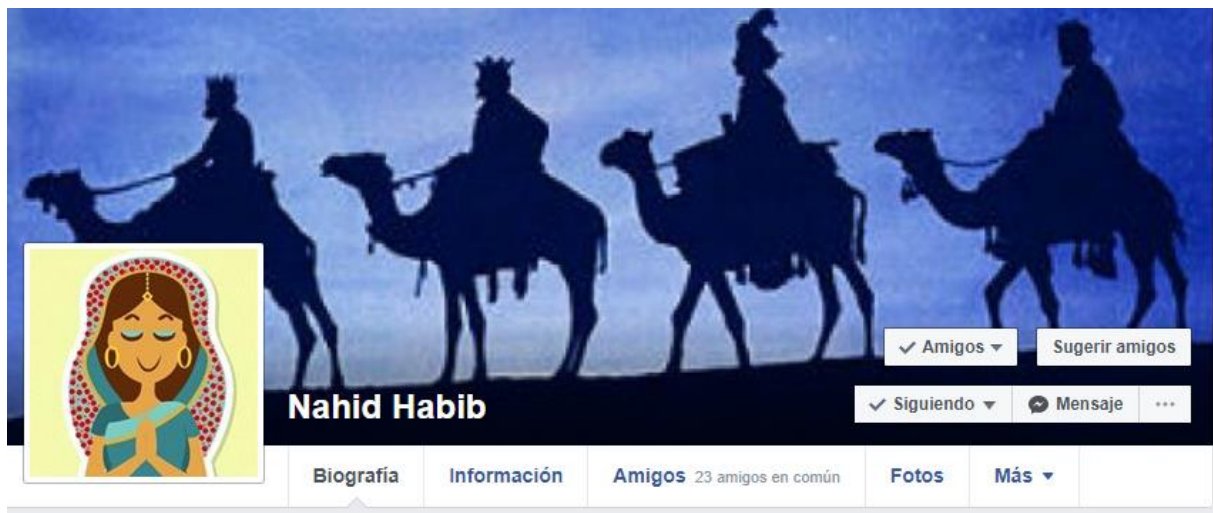 Amigos
Sugerir amigos
Nahid Habib
Siguiendo
Mensaje
Biografía
Información
Amigos 23 amigos en común
Fotos
Más